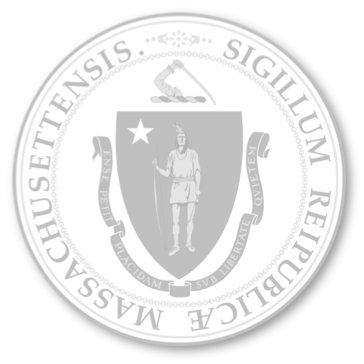 SIGILLUM REIPUBLICÆ MASSACHUSETTENSIS.
ENSE PETIT PLACIDAM SVB LIBERTATE QVIETEM